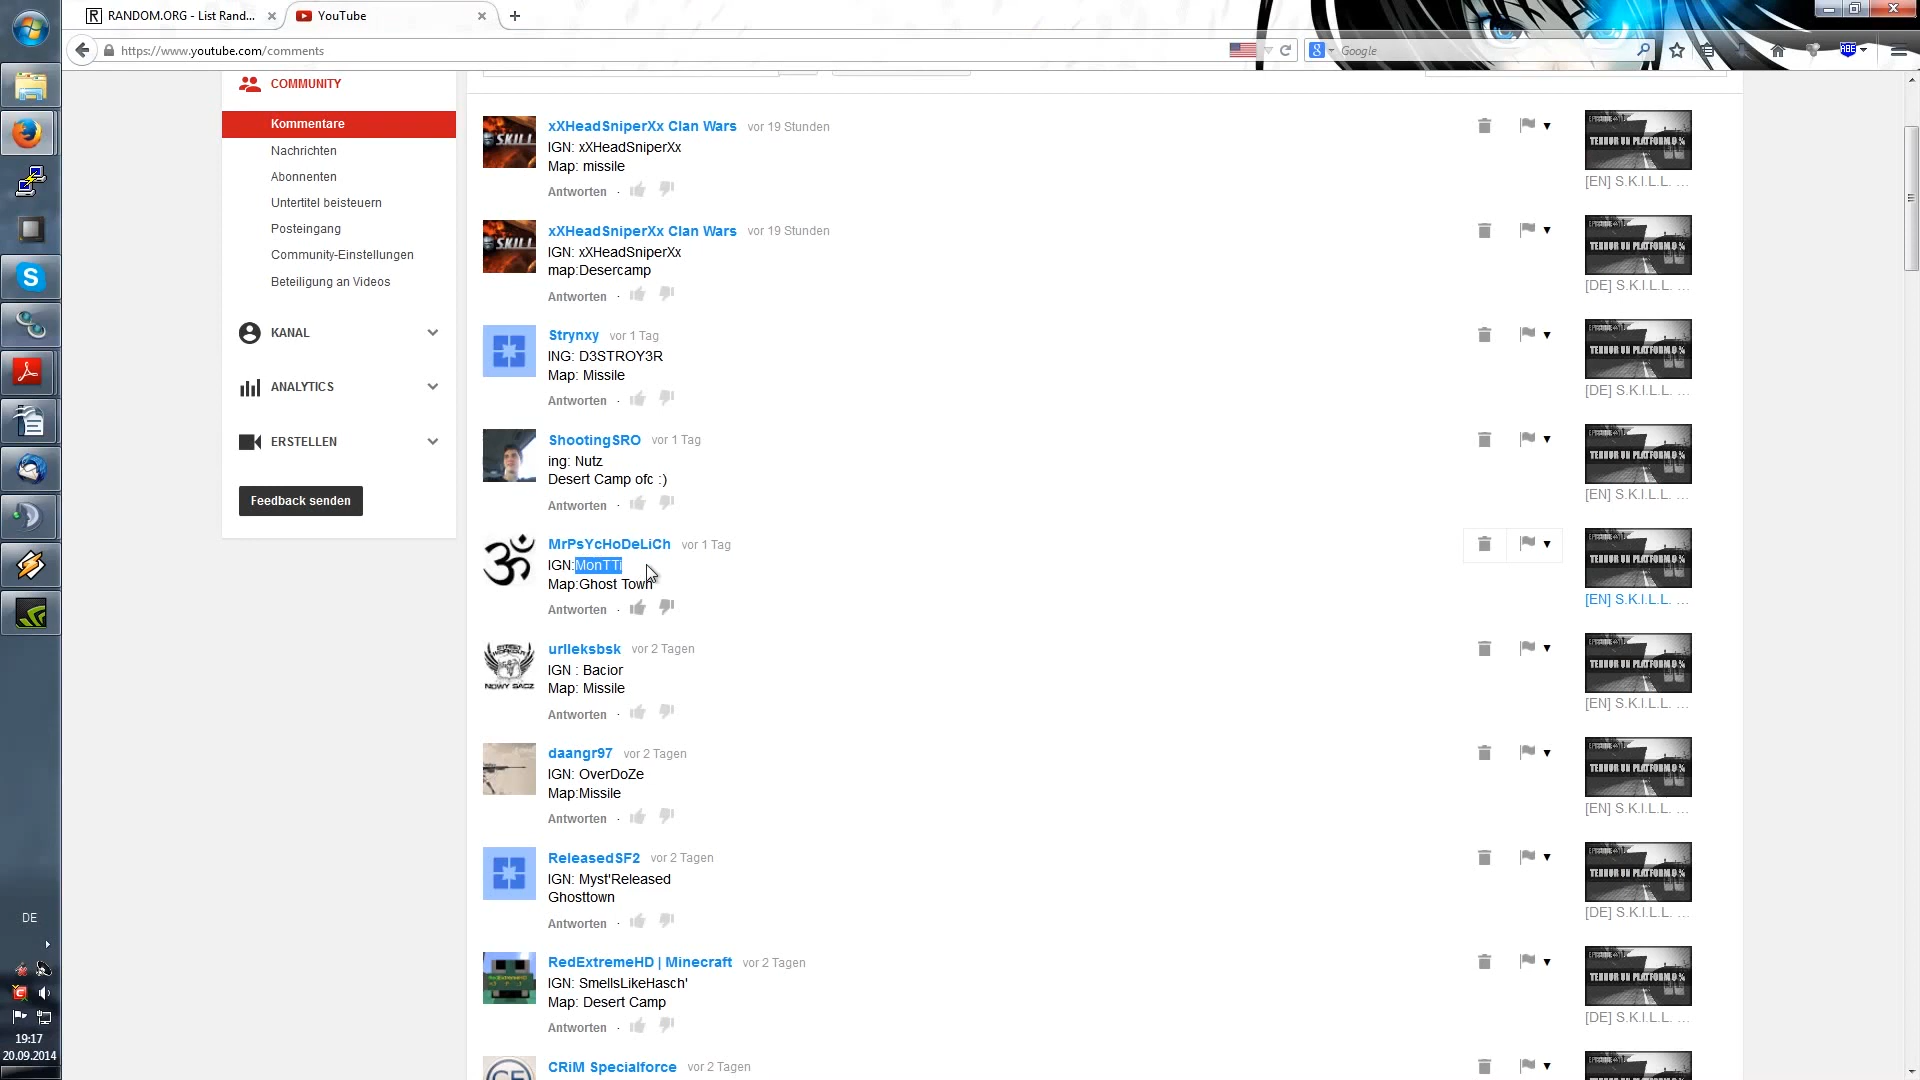 RANDOM.ORG - List Rand...
YouTube
https://www.youtube.com/comments
Google
ABE
COMMUNITY
Kommentare
Nachrichten
Abonnenten
Untertitel beisteuern
Posteingang
Community-Einstellungen
Beteiligung an Videos
KANAL
ANALYTICS
ERSTELLEN
Feedback senden
xXHeadSniperXx Clan Wars vor 19 Stunden
IGN: xXHeadSniperXx
Map: missile
Antworten ·
[EN] S.K.I.L.L. ...
xXHeadSniperXx Clan Wars vor 19 Stunden
IGN: xXHeadSniperXx
map:Desercamp
Antworten ·
[DE] S.K.I.L.L. ...
Strynxy vor 1 Tag
ING: D3STROY3R
Map: Missile
Antworten ·
[DE] S.K.I.L.L. ...
ShootingSRO vor 1 Tag
ing: Nutz
Desert Camp ofc :)
Antworten ·
[EN] S.K.I.L.L. ...
MrPsYcHoDeLiCh vor 1 Tag
IGN:MonTTi
Map:Ghost Town
Antworten ·
[EN] S.K.I.L.L. ...
urlleksbsk vor 2 Tagen
IGN : Bacior
Map: Missile
Antworten ·
[EN] S.K.I.L.L. ...
daangr97 vor 2 Tagen
IGN: OverDoZe
Map:Missile
Antworten ·
[EN] S.K.I.L.L. ...
ReleasedSF2 vor 2 Tagen
IGN: Myst'Released
Ghosttown
Antworten ·
[DE] S.K.I.L.L. ...
RedExtremeHD | Minecraft vor 2 Tagen
IGN: SmellsLikeHasch'
Map: Desert Camp
Antworten ·
[DE] S.K.I.L.L. ...
CRiM Specialforce vor 2 Tagen
DE
19:17
20.09.2014